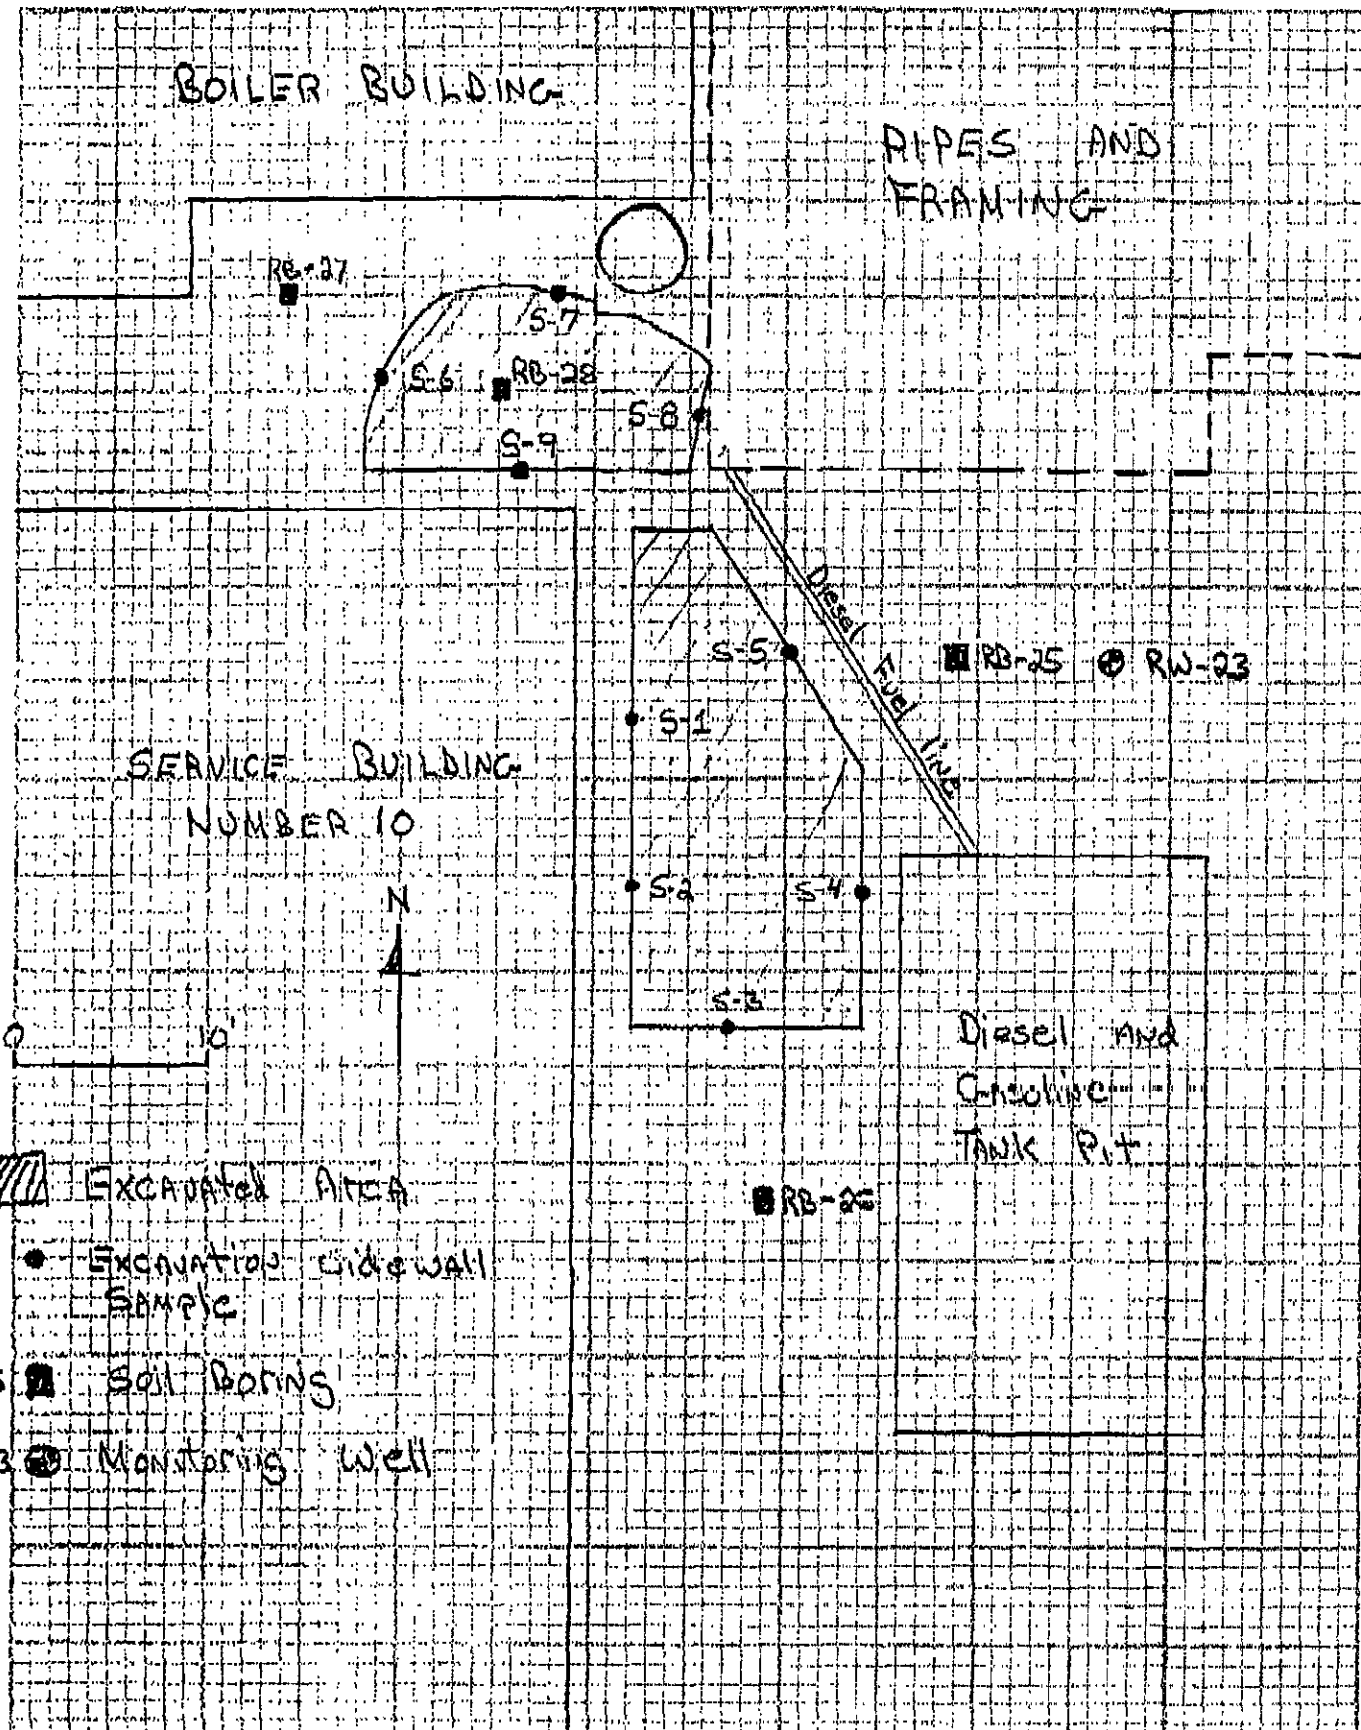 BOILER BUILDING
PIPES AND
FRAMING
RB-27
S-7
S-6
RB-28
S-8
S-9
Diesel Fuel line
S-5
RB-25
RW-23
S-1
SERVICE BUILDING
NUMBER 10
S-2
S-4
N
S-3
0 10'
Diesel And
Gasoline
TANK Pit
EXCAVATED AREA
RB-26
EXCAVATION sidewall
SAMPLE
Soil Boring
3 Monitoring Well